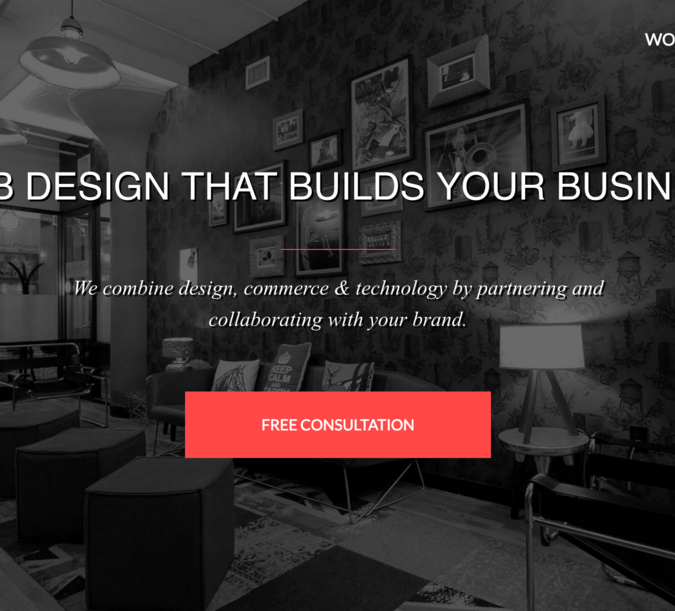 WO
B DESIGN THAT BUILDS YOUR BUSIN
We combine design, commerce & technology by partnering and
collaborating with your brand.
KEEP
CALM
AND
FREE CONSULTATION